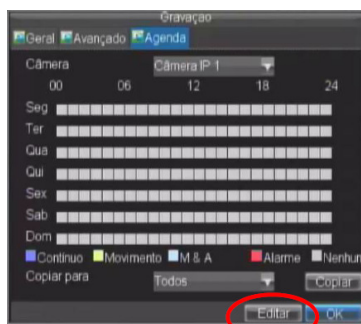 Gravação
Geral Avançado Agenda
Câmera Câmera IP 1
00 06 12 18 24
Seg
Ter
Qua
Qui
Sex
Sab
Dom
Contínuo Movimento M & A Alarme Nenhum
Copiar para Todos Copiar
Editar OK